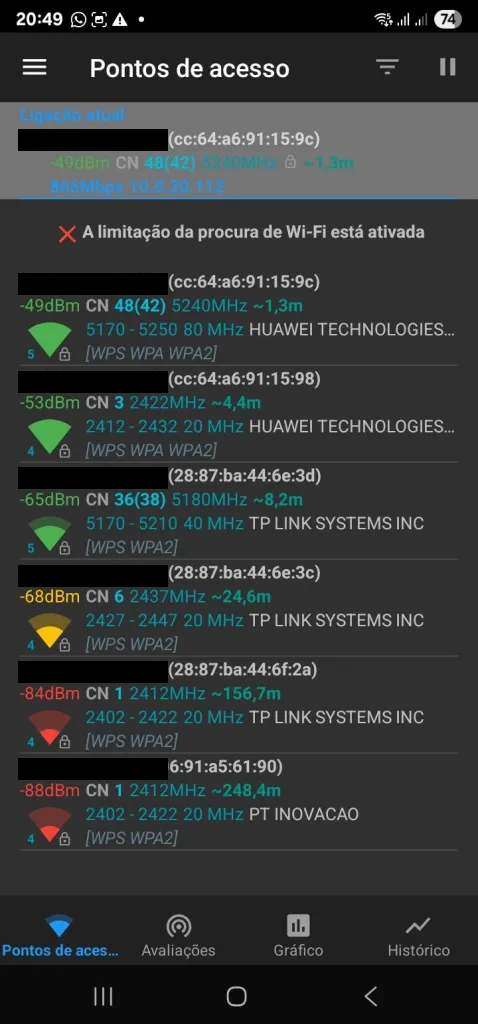 20:49 74
Pontos de acesso
Ligação atual
(cc:64:a6:91:15:9c)
-49dBm CN 48(42) 5240MHz ~1,3m
866Mbps 10.0.20.112
A limitação da procura de Wi-Fi está ativada
(cc:64:a6:91:15:9c)
-49dBm CN 48(42) 5240MHz ~1,3m
5170 - 5250 80 MHz HUAWEI TECHNOLOGIES...
5 [WPS WPA WPA2]
(cc:64:a6:91:15:98)
-53dBm CN 3 2422MHz ~4,4m
2412 - 2432 20 MHz HUAWEI TECHNOLOGIES...
4 [WPS WPA WPA2]
(28:87:ba:44:6e:3d)
-65dBm CN 36(38) 5180MHz ~8,2m
5170 - 5210 40 MHz TP LINK SYSTEMS INC
5 [WPS WPA2]
(28:87:ba:44:6e:3c)
-68dBm CN 6 2437MHz ~24,6m
2427 - 2447 20 MHz TP LINK SYSTEMS INC
4 [WPS WPA2]
(28:87:ba:44:6f:2a)
-84dBm CN 1 2412MHz ~156,7m
2402 - 2422 20 MHz TP LINK SYSTEMS INC
4 [WPS WPA2]
6:91:a5:61:90)
-88dBm CN 1 2412MHz ~248,4m
2402 - 2422 20 MHz PT INOVACAO
4 [WPS WPA2]
Pontos de aces... Avaliações Gráfico Histórico